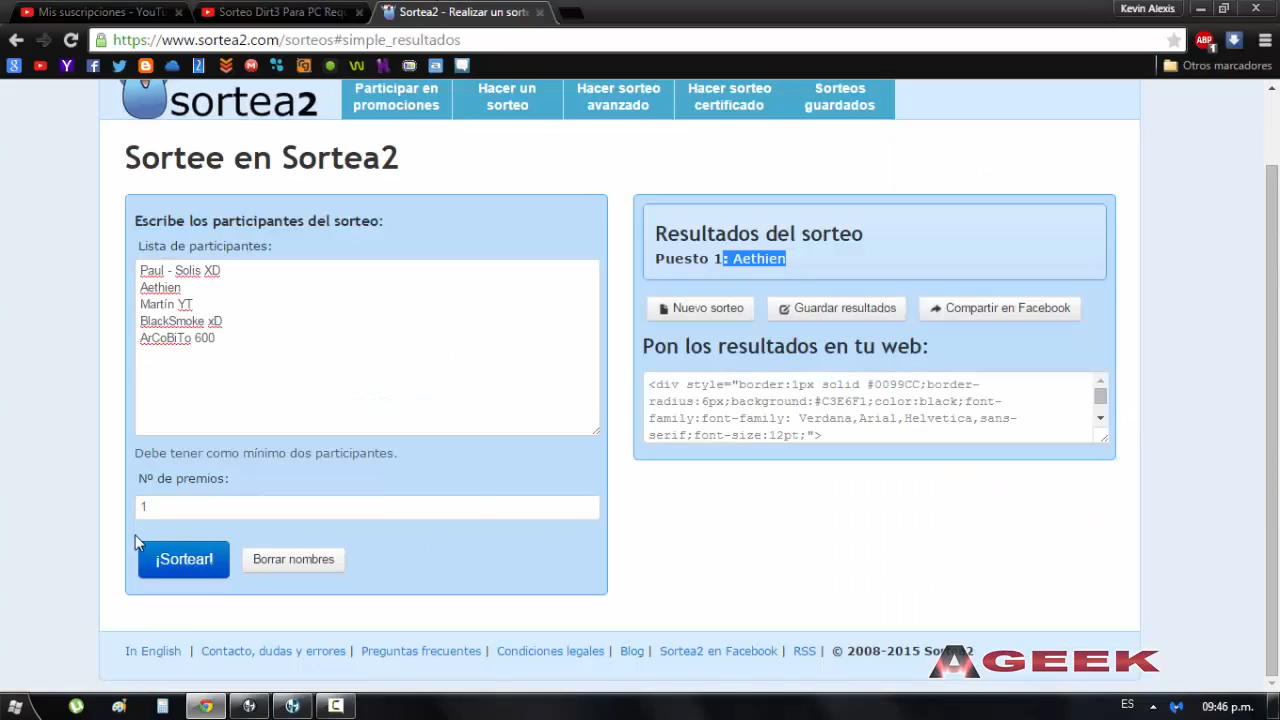 Mis suscripciones - YouTu
Sorteo Dirt3 Para PC Requ
Sortea2 - Realizar un sorte
Kevin Alexis
https://www.sortea2.com/sorteos#simple_resultados
ABP
1
Otros marcadores
sortea2
Participar en promociones
Hacer un sorteo
Hacer sorteo avanzado
Hacer sorteo certificado
Sorteos guardados
Sortee en Sortea2
Escribe los participantes del sorteo:
Lista de participantes:
Paul - Solis XD
Aethien
Martín YT
BlackSmoke xD
ArCoBiTo 600
Debe tener como mínimo dos participantes.
Nº de premios:
1
¡Sortear!
Borrar nombres
Resultados del sorteo
Puesto 1: Aethien
Nuevo sorteo
Guardar resultados
Compartir en Facebook
Pon los resultados en tu web:
<div style="border:1px solid #0099CC;border-
radius:6px;background:#C3E6F1;color:black;font-
family:font-family: Verdana,Arial,Helvetica,sans-
serif;font-size:12pt;">
In English | Contacto, dudas y errores | Preguntas frecuentes | Condiciones legales | Blog | Sortea2 en Facebook | RSS | © 2008-2015 Sortea2
AGEEK
ES
09:46 p.m.